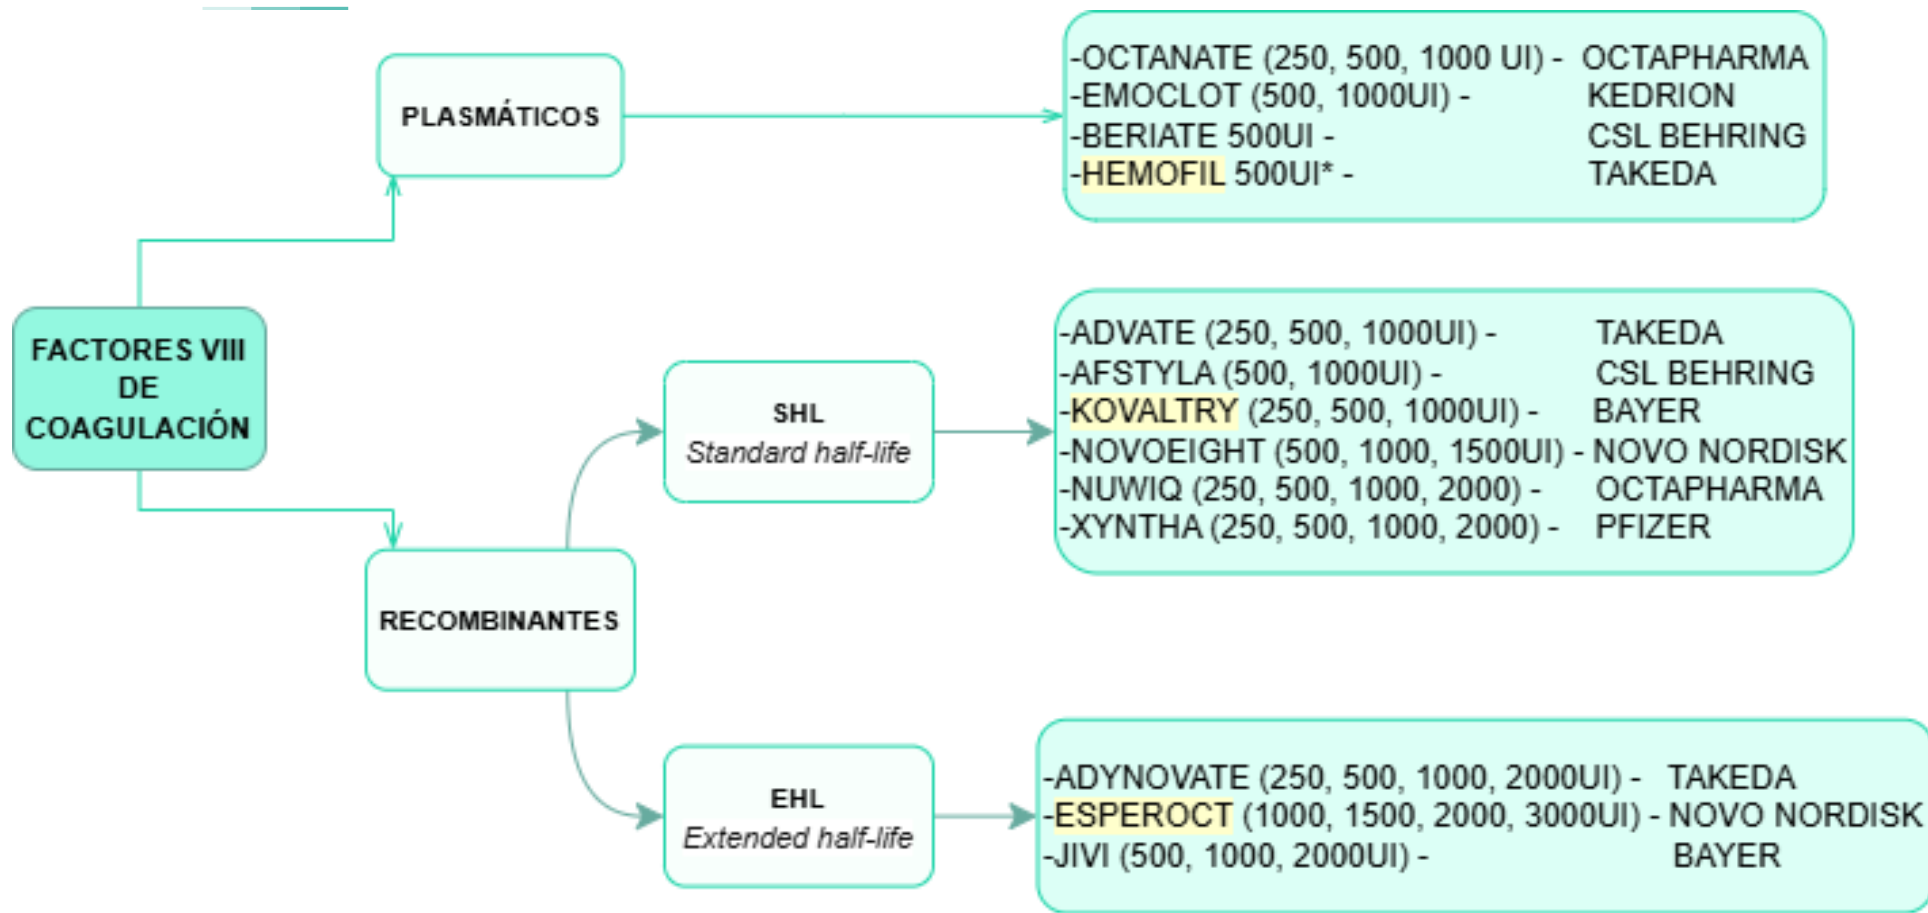 FACTORES VIII
DE
COAGULACIÓN
PLASMÁTICOS
-OCTANATE (250, 500, 1000 UI) - OCTAPHARMA
-EMOCLOT (500, 1000UI) - KEDRION
-BERIATE 500UI - CSL BEHRING
-HEMOFIL 500UI* - TAKEDA
RECOMBINANTES
SHL
Standard half-life
-ADVATE (250, 500, 1000UI) - TAKEDA
-AFSTYLA (500, 1000UI) - CSL BEHRING
-KOVALTRY (250, 500, 1000UI) - BAYER
-NOVOEIGHT (500, 1000, 1500UI) - NOVO NORDISK
-NUWIQ (250, 500, 1000, 2000) - OCTAPHARMA
-XYNTHA (250, 500, 1000, 2000) - PFIZER
EHL
Extended half-life
-ADYNOVATE (250, 500, 1000, 2000UI) - TAKEDA
-ESPEROCT (1000, 1500, 2000, 3000UI) - NOVO NORDISK
-JIVI (500, 1000, 2000UI) - BAYER